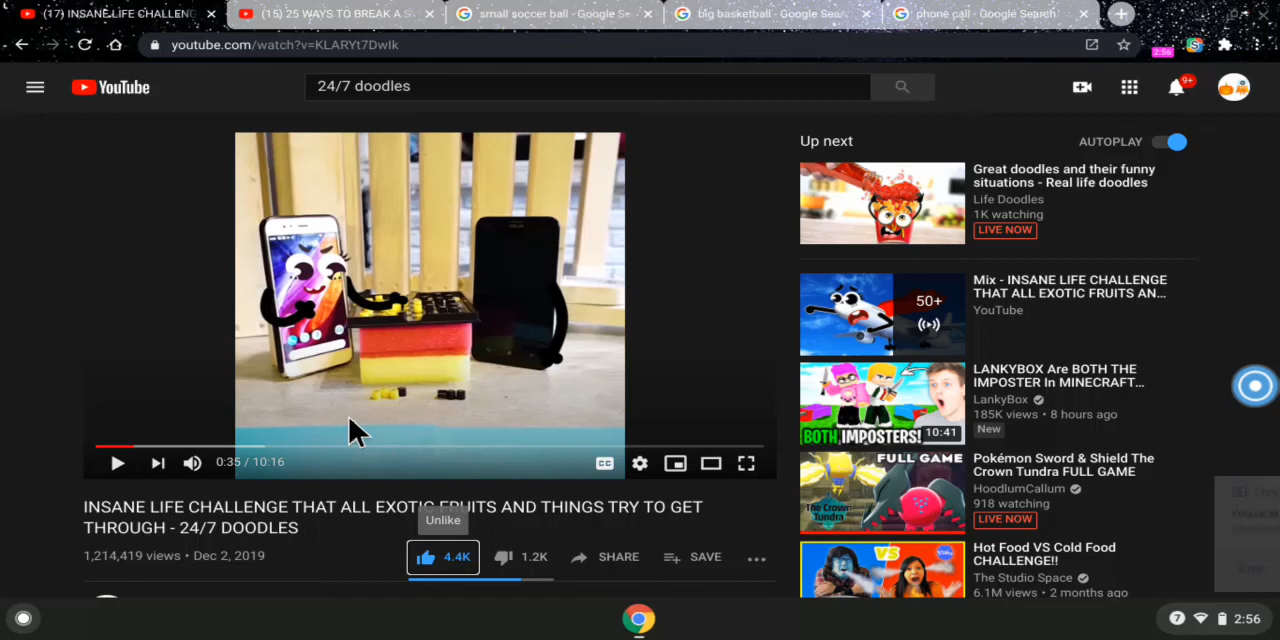 (17) INSANE LIFE CHALLENG
(15) 25 WAYS TO BREAK A S
small soccer ball - Google Se
big basketball - Google Sear
phone call - Google Search
youtube.com/watch?v=KLARYt7DwIk
2:56
YouTube
24/7 doodles
9+
Up next
AUTOPLAY
Great doodles and their funny
situations - Real life doodles
Life Doodles
1K watching
LIVE NOW
50+
Mix - INSANE LIFE CHALLENGE
THAT ALL EXOTIC FRUITS AN...
YouTube
BOTH IMPOSTERS!
10:41
LANKYBOX Are BOTH THE
IMPOSTER In MINECRAFT...
LankyBox
185K views • 8 hours ago
New
FULL GAME
The Crown
Tundra
Pokémon Sword & Shield The
Crown Tundra FULL GAME
HoodlumCallum
918 watching
LIVE NOW
VS
Hot Food VS Cold Food
CHALLENGE!!
The Studio Space
6.1M views • 2 months ago
0:35 / 10:16
CC
INSANE LIFE CHALLENGE THAT ALL EXOTIC FRUITS AND THINGS TRY TO GET
THROUGH - 24/7 DOODLES
Unlike
1,214,419 views • Dec 2, 2019
4.4K
1.2K
SHARE
SAVE
7
2:56